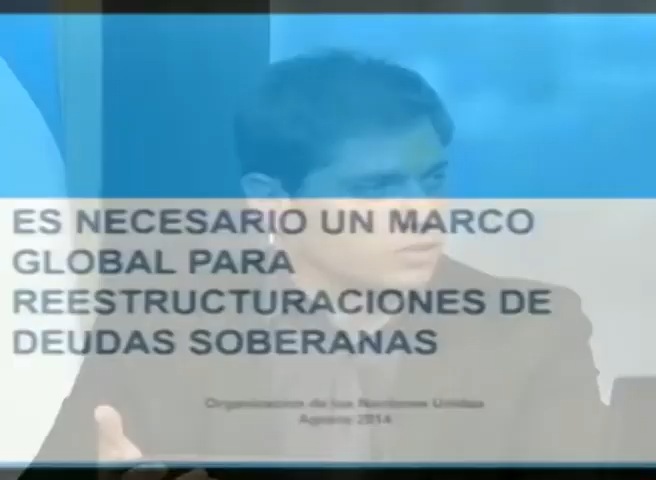 ES NECESARIO UN MARCO
GLOBAL PARA
REESTRUCTURACIONES DE
DEUDAS SOBERANAS
Organización de las Naciones Unidas
Agosto 2014